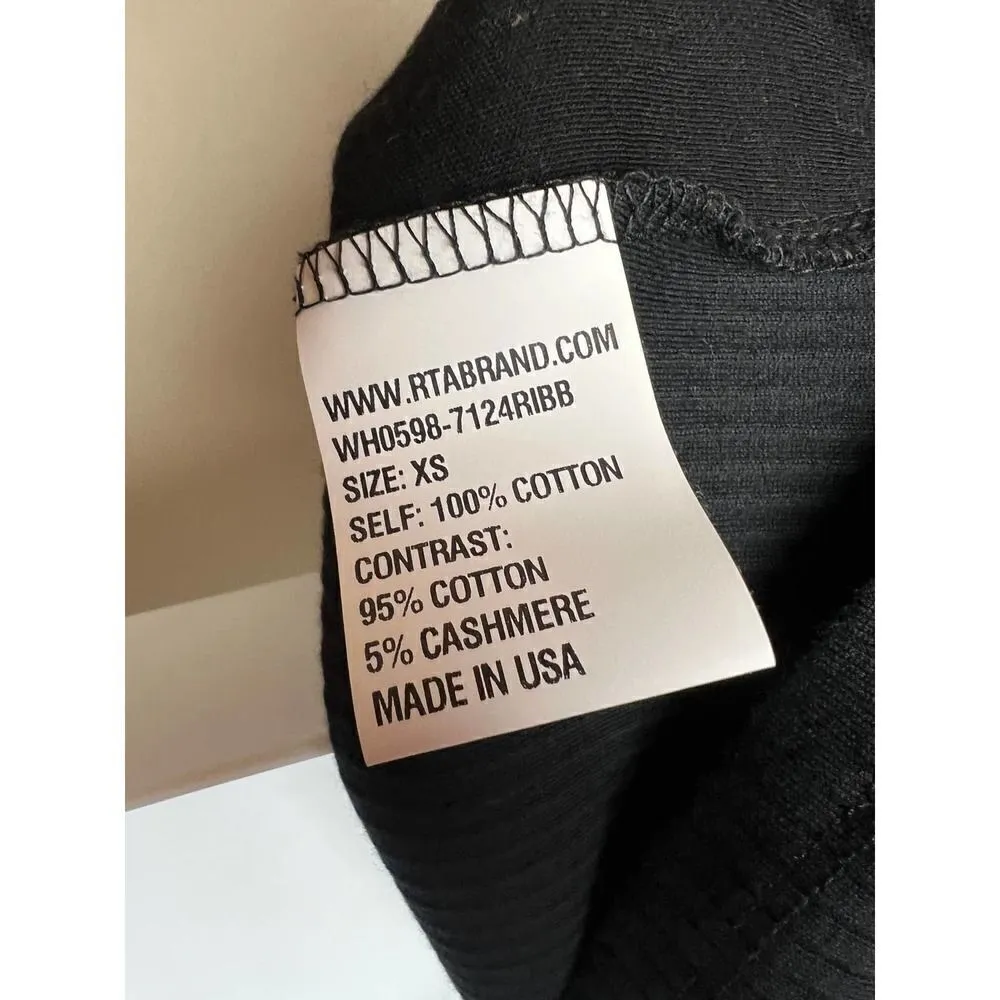 WWW.RTABRAND.COM
WH0598-7124RIBB
SIZE: XS
SELF: 100% COTTON
CONTRAST:
95% COTTON
5% CASHMERE
MADE IN USA